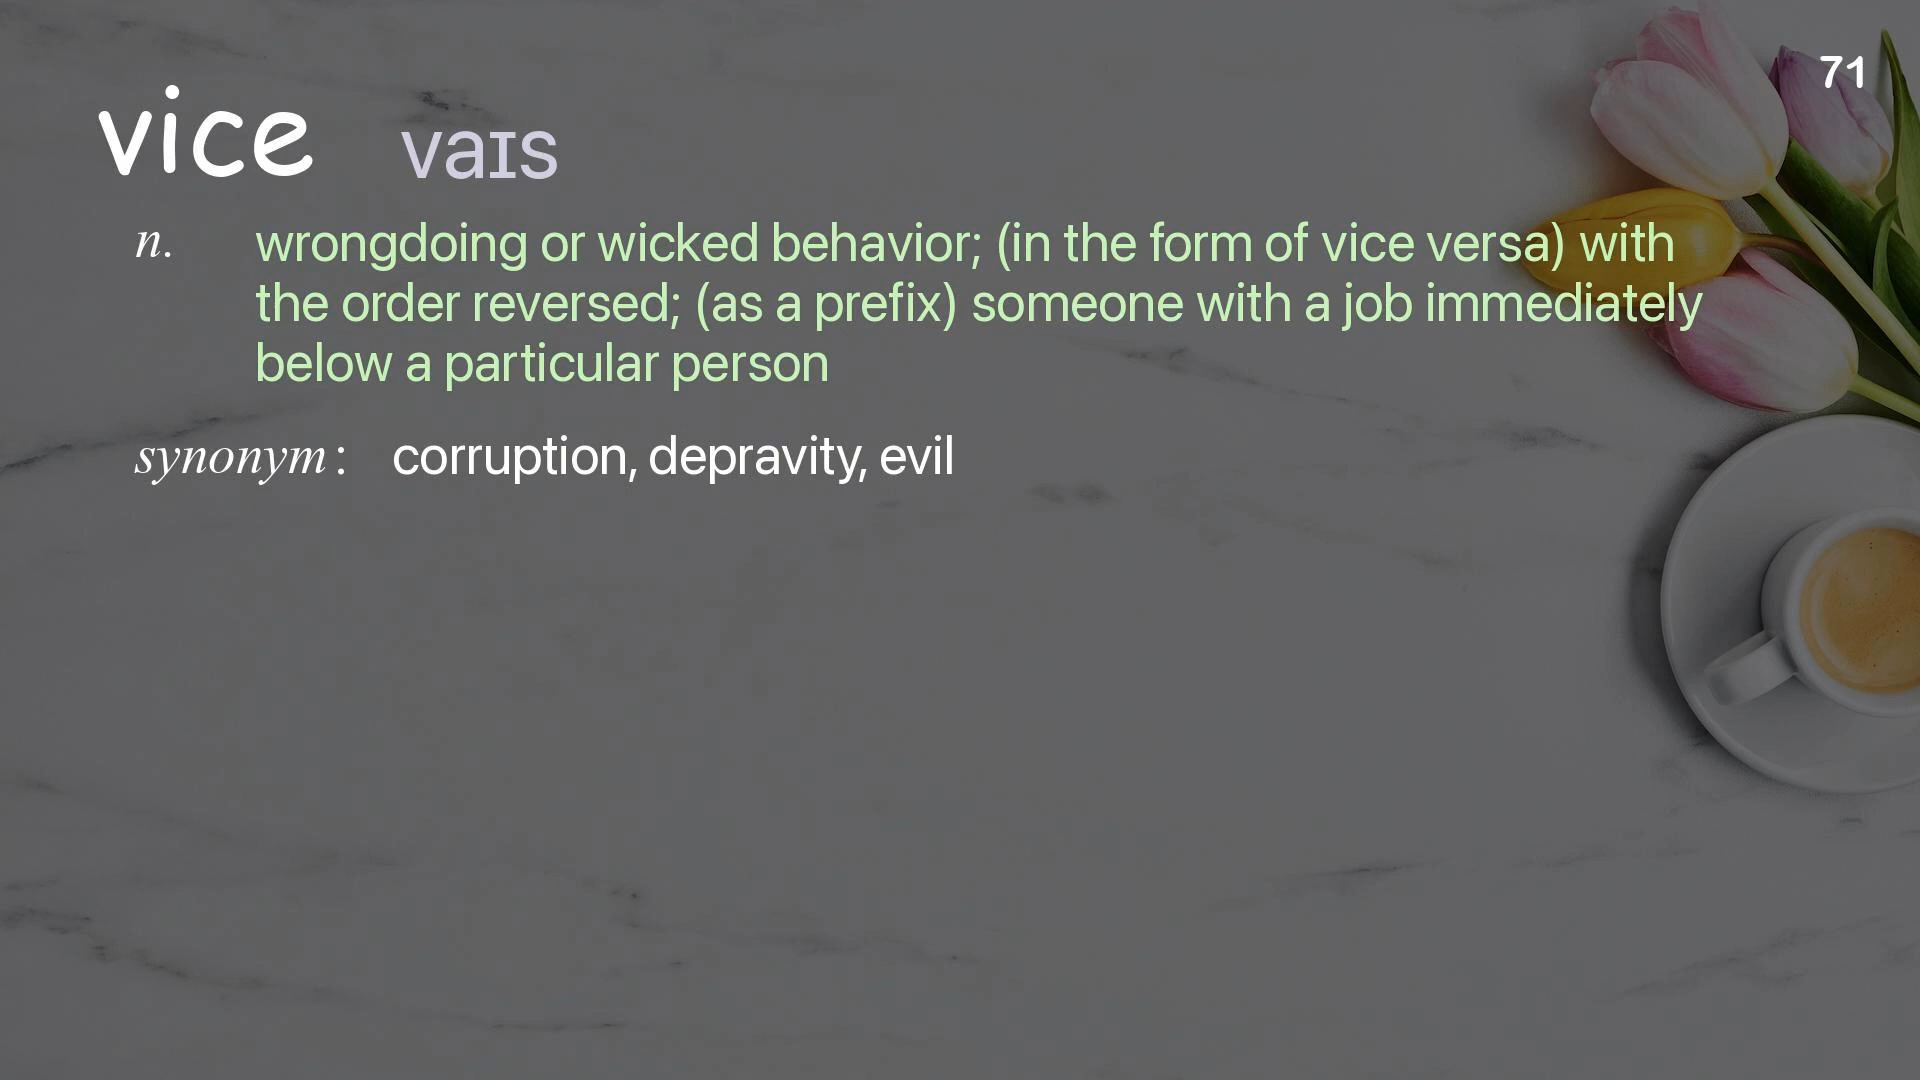 71
vice vaɪs
n. wrongdoing or wicked behavior; (in the form of vice versa) with
the order reversed; (as a prefix) someone with a job immediately
below a particular person
synonym: corruption, depravity, evil